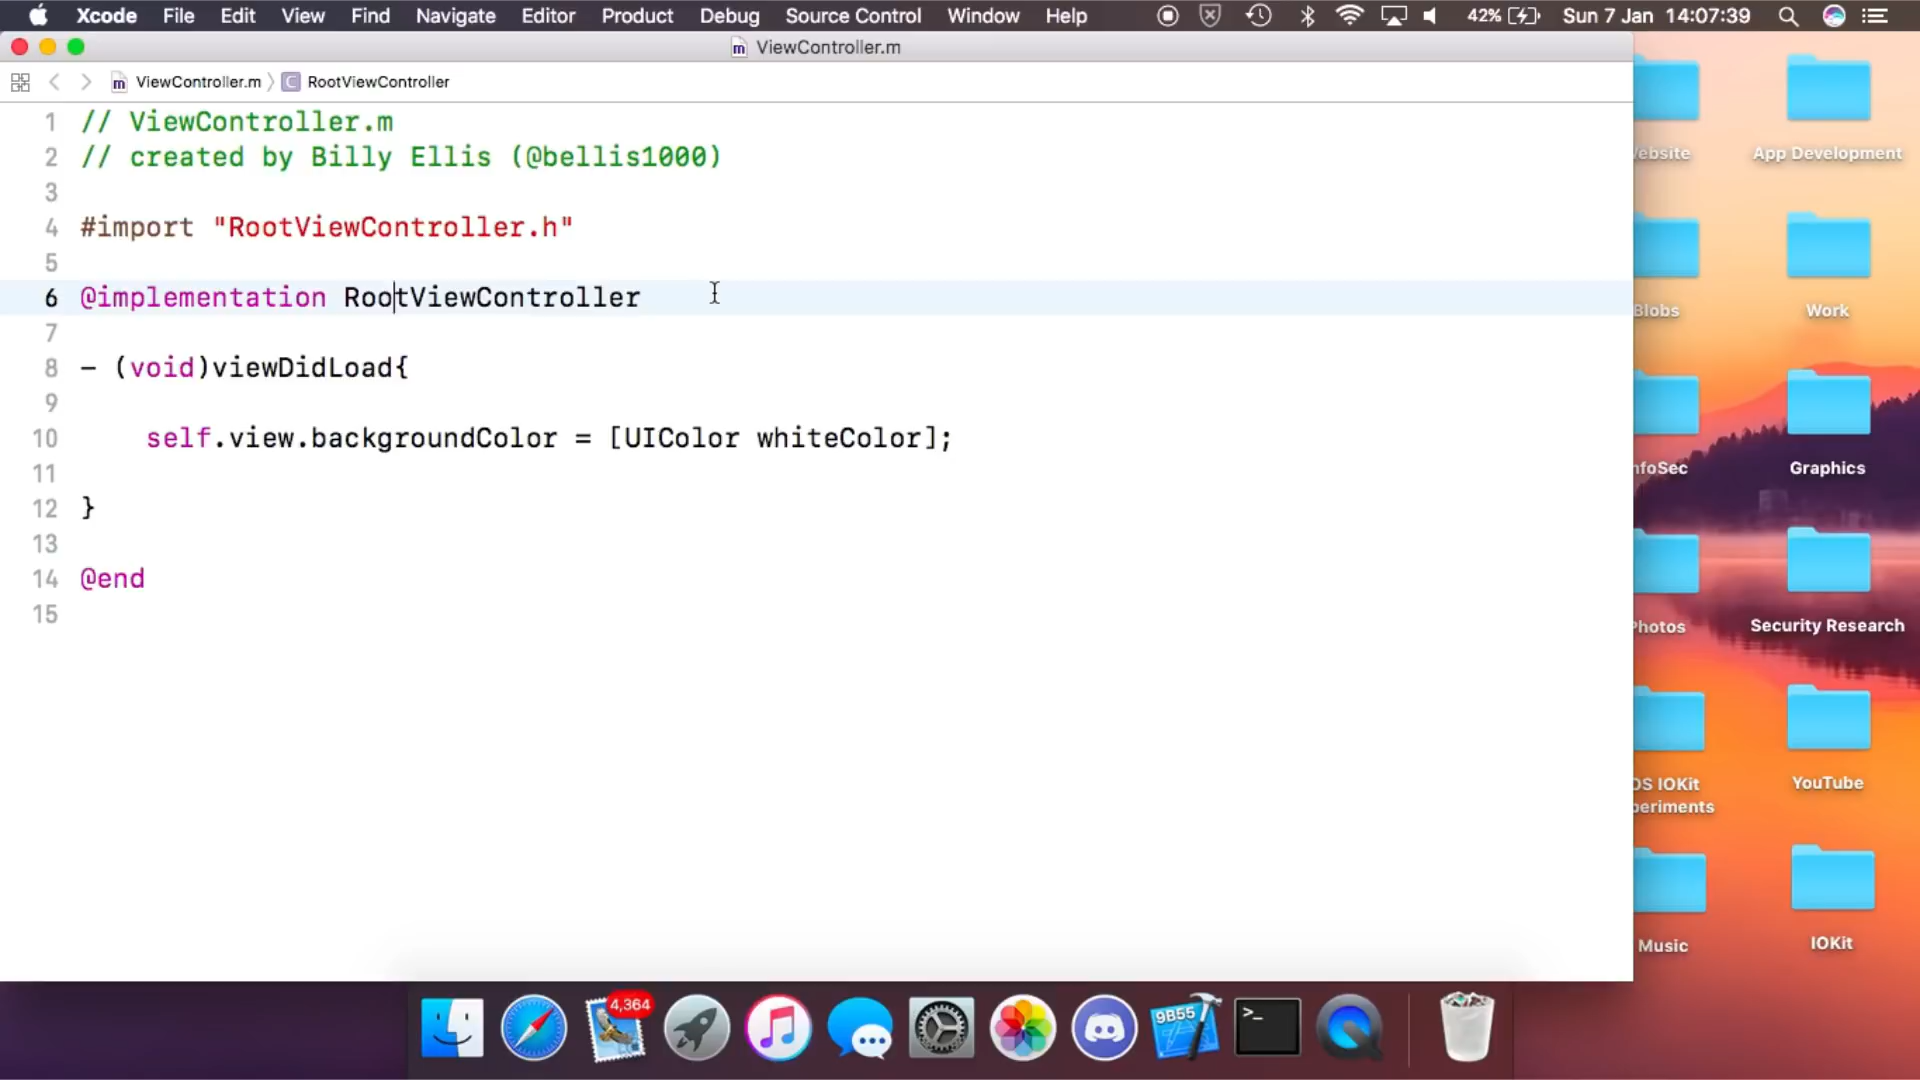 Xcode File Edit View Find Navigate Editor Product Debug Source Control Window Help 42% Sun 7 Jan 14:07:39
m ViewController.m
m ViewController.m C RootViewController
1 // ViewController.m
2 // created by Billy Ellis (@bellis1000)
3
4 #import "RootViewController.h"
5
6 @implementation RootViewController
7
8 - (void)viewDidLoad{
9
10 self.view.backgroundColor = [UIColor whiteColor];
11
12 }
13
14 @end
15
ebsite App Development
Blobs Work
nfoSec Graphics
Photos Security Research
OS IOKit
periments
YouTube
Music IOKit
4,364
9B55
>_